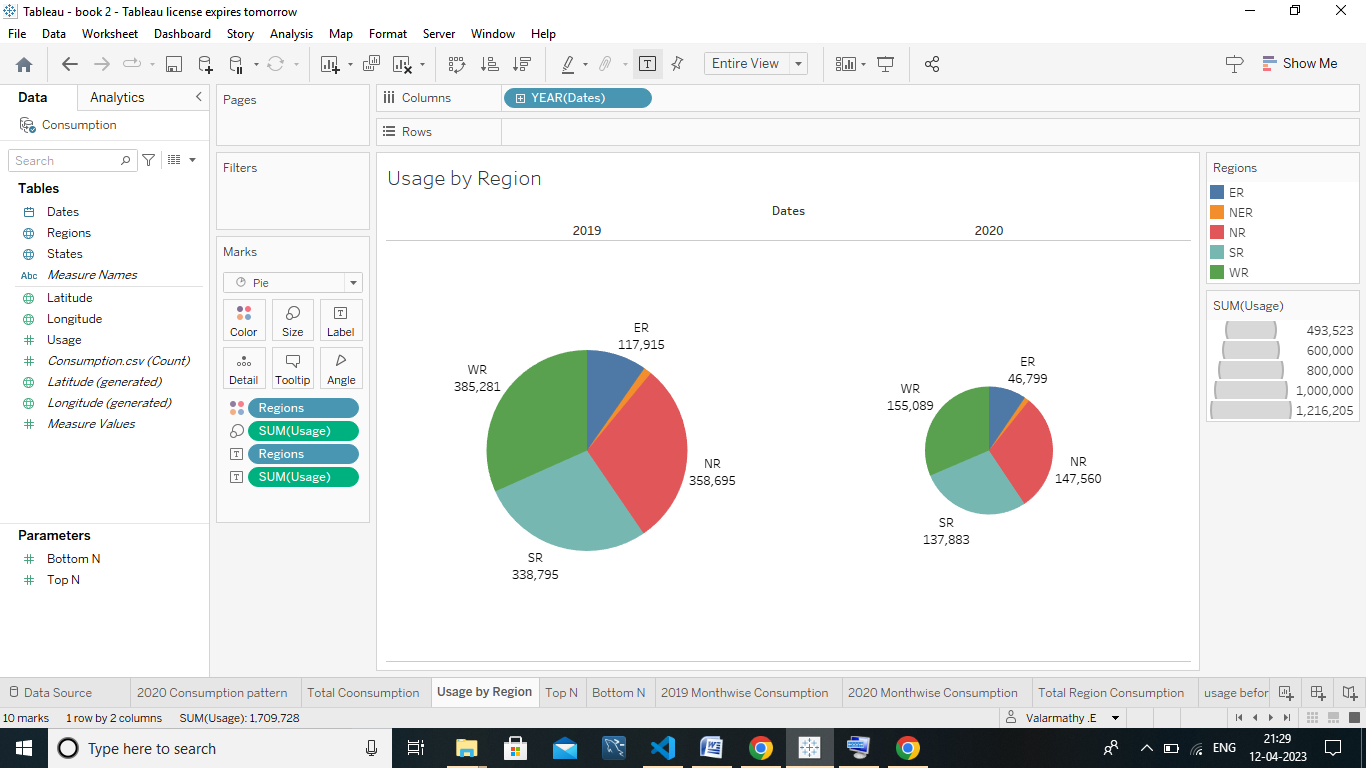 Tableau - book 2 - Tableau license expires tomorrow
File Data Worksheet Dashboard Story Analysis Map Format Server Window Help
Entire View
Show Me
Data Analytics
Consumption
Search
Tables
Dates
Regions
States
Abc Measure Names
Latitude
Longitude
Usage
Consumption.csv (Count)
Latitude (generated)
Longitude (generated)
Measure Values
Parameters
Bottom N
Top N
Pages
Filters
Marks
Pie
Color Size Label
Detail Tooltip Angle
Regions
SUM(Usage)
Regions
SUM(Usage)
Columns YEAR(Dates)
Rows
Usage by Region
Dates
2019 2020
ER
117,915
WR
385,281
NR
358,695
SR
338,795
ER
46,799
WR
155,089
NR
147,560
SR
137,883
Regions
ER
NER
NR
SR
WR
SUM(Usage)
493,523
600,000
800,000
1,000,000
1,216,205
Data Source 2020 Consumption pattern Total Coonsumption Usage by Region Top N Bottom N 2019 Monthwise Consumption 2020 Monthwise Consumption Total Region Consumption usage befor
10 marks 1 row by 2 columns SUM(Usage): 1,709,728 Valarmathy .E
Type here to search ENG 21:29
12-04-2023